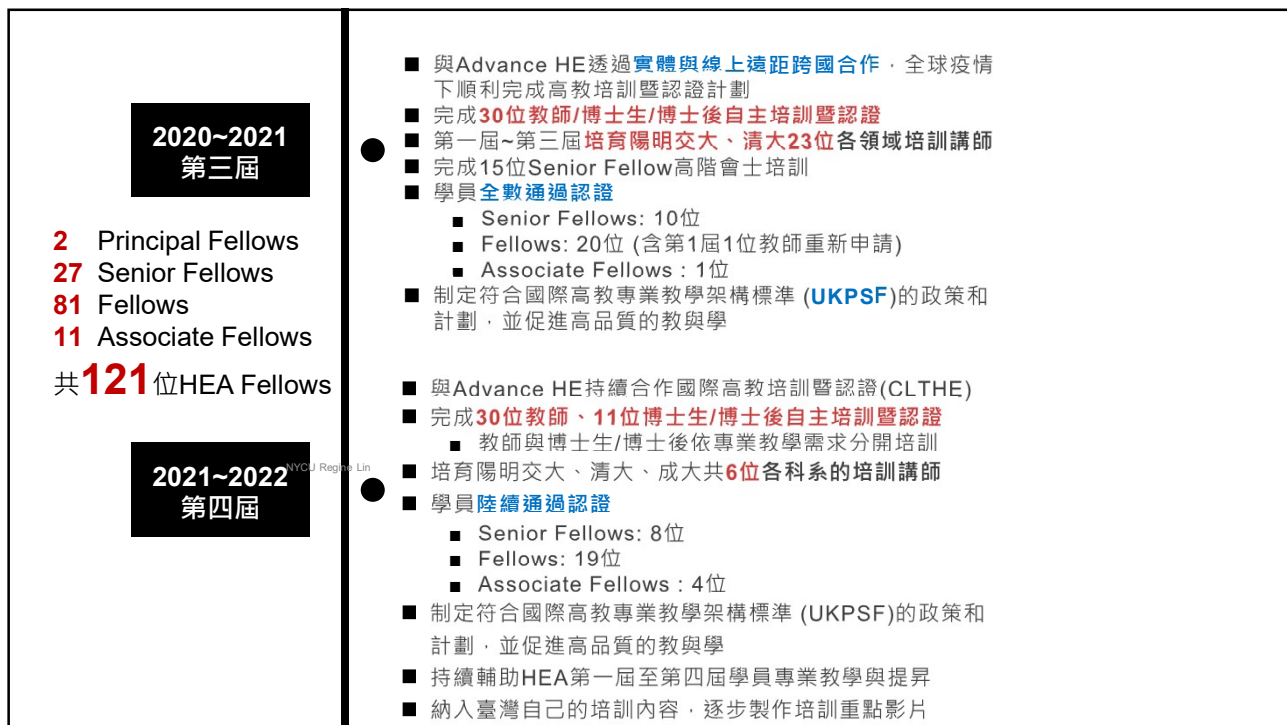 2020~2021
第三屆
2 Principal Fellows
27 Senior Fellows
81 Fellows
11 Associate Fellows
共121位HEA Fellows
2021~2022
第四屆
NYCU Regine Lin
■ 與Advance HE透過實體與線上遠距跨國合作，全球疫情
下順利完成高教培訓暨認證計劃
■ 完成30位教師/博士生/博士後自主培訓暨認證
■ 第一屆~第三屆培育陽明交大、清大23位各領域培訓講師
■ 完成15位Senior Fellow高階會士培訓
■ 學員全數通過認證
■ Senior Fellows: 10位
■ Fellows: 20位 (含第1屆1位教師重新申請)
■ Associate Fellows : 1位
■ 制定符合國際高教專業教學架構標準 (UKPSF)的政策和
計劃，並促進高品質的教與學
■ 與Advance HE持續合作國際高教培訓暨認證(CLTHE)
■ 完成30位教師、11位博士生/博士後自主培訓暨認證
■ 教師與博士生/博士後依專業教學需求分開培訓
■ 培育陽明交大、清大、成大共6位各科系的培訓講師
■ 學員陸續通過認證
■ Senior Fellows: 8位
■ Fellows: 19位
■ Associate Fellows : 4位
■ 制定符合國際高教專業教學架構標準 (UKPSF)的政策和
計劃，並促進高品質的教與學
■ 持續輔助HEA第一屆至第四屆學員專業教學與提昇
■ 納入臺灣自己的培訓內容，逐步製作培訓重點影片